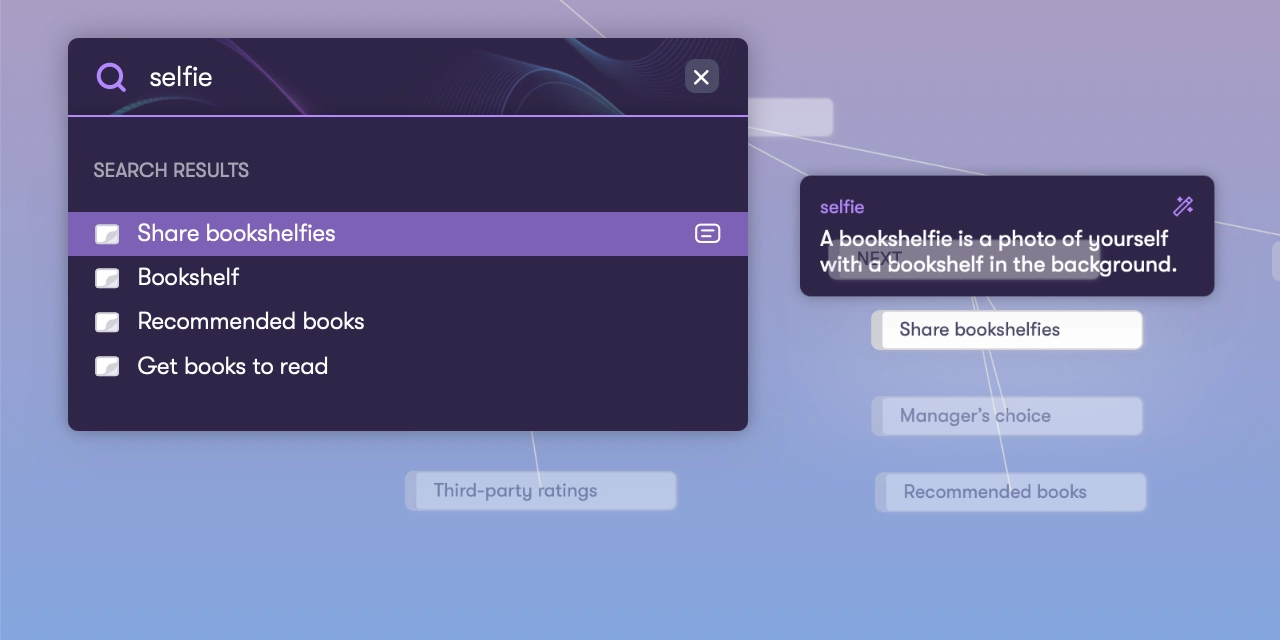 selfie
SEARCH RESULTS
Share bookshelfies
Bookshelf
Recommended books
Get books to read
selfie
A bookshelfie is a photo of yourself
with a bookshelf in the background.
NEXT
Share bookshelfies
Manager's choice
Third-party ratings
Recommended books